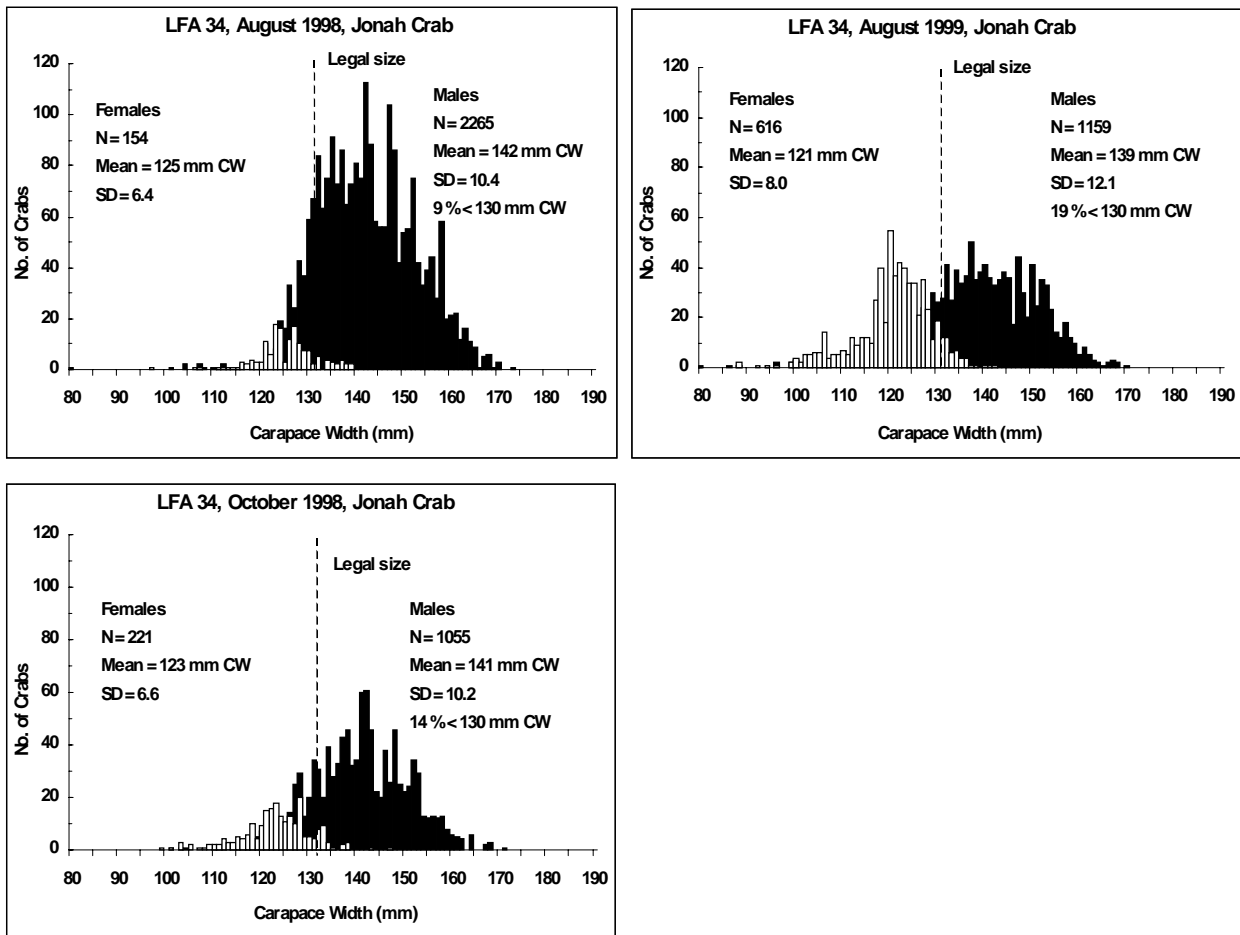 LFA 34, August 1998, Jonah Crab
No. of Crabs
120
100
80
60
40
20
0
Legal size
Females
N = 154
Mean = 125 mm CW
SD = 6.4
Males
N = 2265
Mean = 142 mm CW
SD = 10.4
9 % < 130 mm CW
80 90 100 110 120 130 140 150 160 170 180 190
Carapace Width (mm)
LFA 34, August 1999, Jonah Crab
No. of Crabs
120
100
80
60
40
20
0
Legal size
Females
N = 616
Mean = 121 mm CW
SD = 8.0
Males
N = 1159
Mean = 139 mm CW
SD = 12.1
19 % < 130 mm CW
80 90 100 110 120 130 140 150 160 170 180 190
Carapace Width (mm)
LFA 34, October 1998, Jonah Crab
No. of Crabs
120
100
80
60
40
20
0
Legal size
Females
N = 221
Mean = 123 mm CW
SD = 6.6
Males
N = 1055
Mean = 141 mm CW
SD = 10.2
14 % < 130 mm CW
80 90 100 110 120 130 140 150 160 170 180 190
Carapace Width (mm)